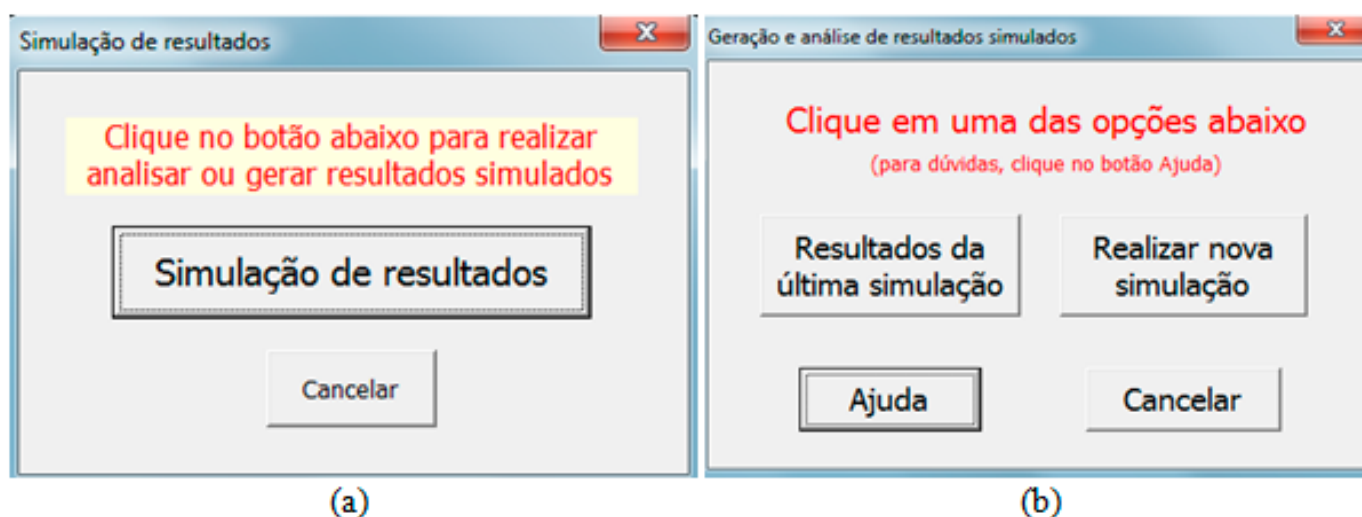 Simulação de resultados
Clique no botão abaixo para realizar
analisar ou gerar resultados simulados
Simulação de resultados
Cancelar
(a)
Geração e análise de resultados simulados
Clique em uma das opções abaixo
(para dúvidas, clique no botão Ajuda)
Resultados da
última simulação
Realizar nova
simulação
Ajuda
Cancelar
(b)